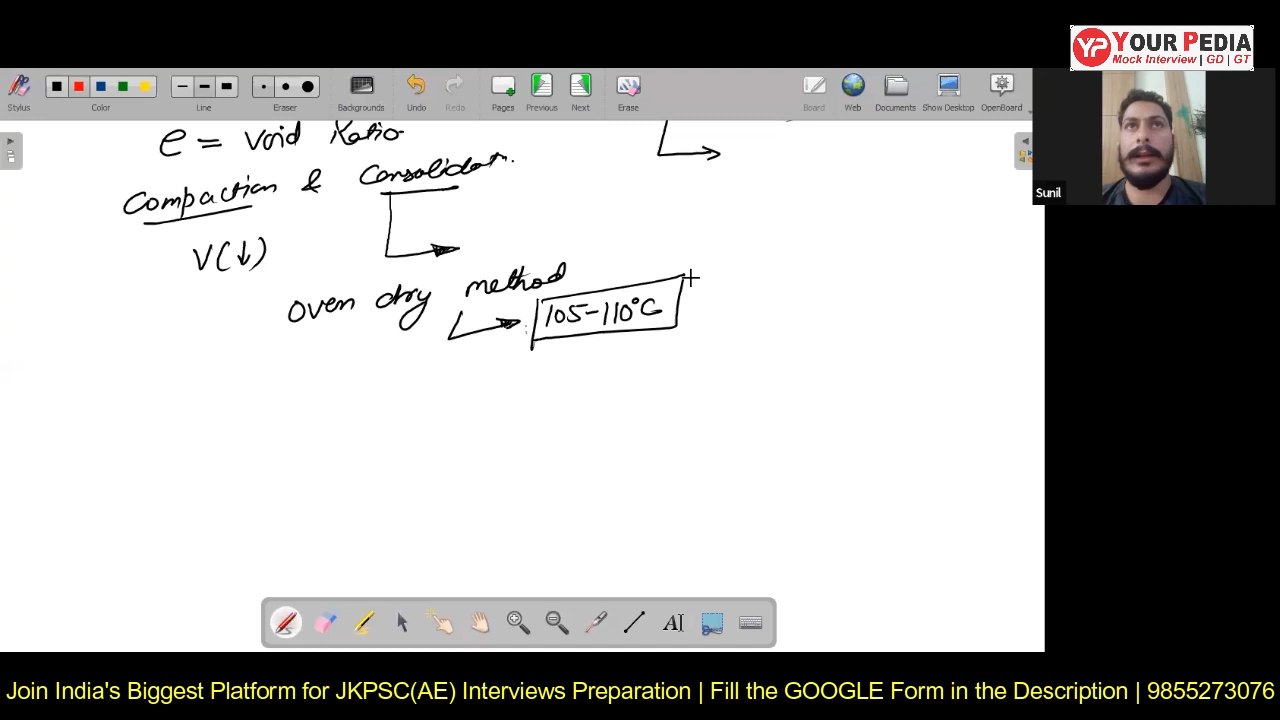 YP YOUR PEDIA
Mock Interview | GD | GT
Stylus Color Line Eraser Backgrounds Undo Redo Pages Previous Next Erase Board Web Documents Show Desktop OpenBoard
e = Void Ratio
Compaction & Consolidatn.
V(↓)
Oven dry method
105-110°C
Sunil
Join India's Biggest Platform for JKPSC(AE) Interviews Preparation | Fill the GOOGLE Form in the Description | 9855273076